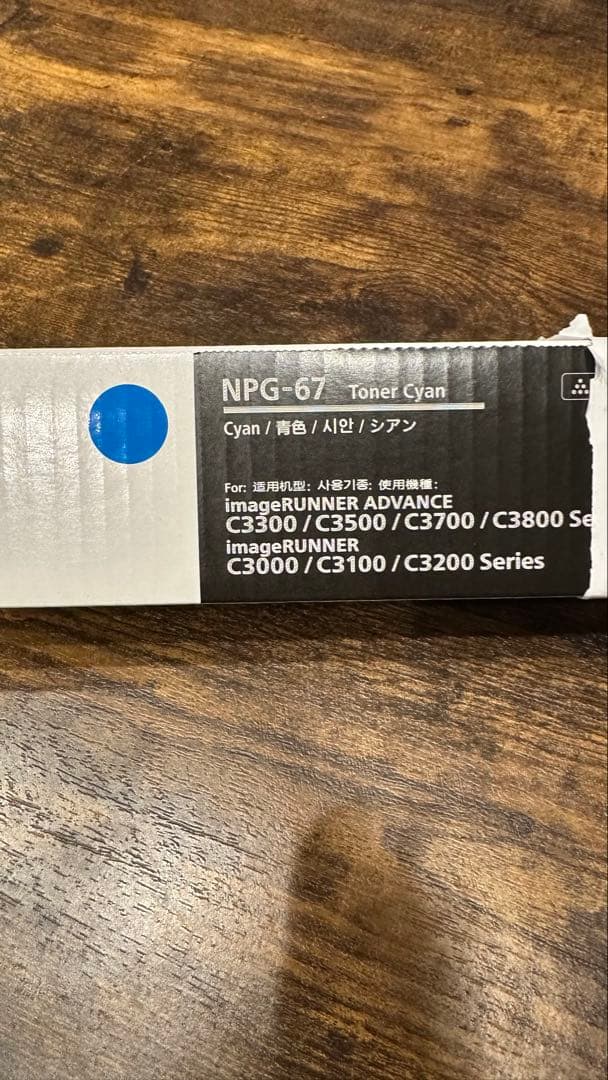 NPG-67 Toner Cyan
Cyan / 青色 / 시안 / シアン
For: 适用机型: 사용기종: 使用機種:
imageRUNNER ADVANCE
C3300 / C3500 / C3700 / C3800 Se
imageRUNNER
C3000 / C3100 / C3200 Series